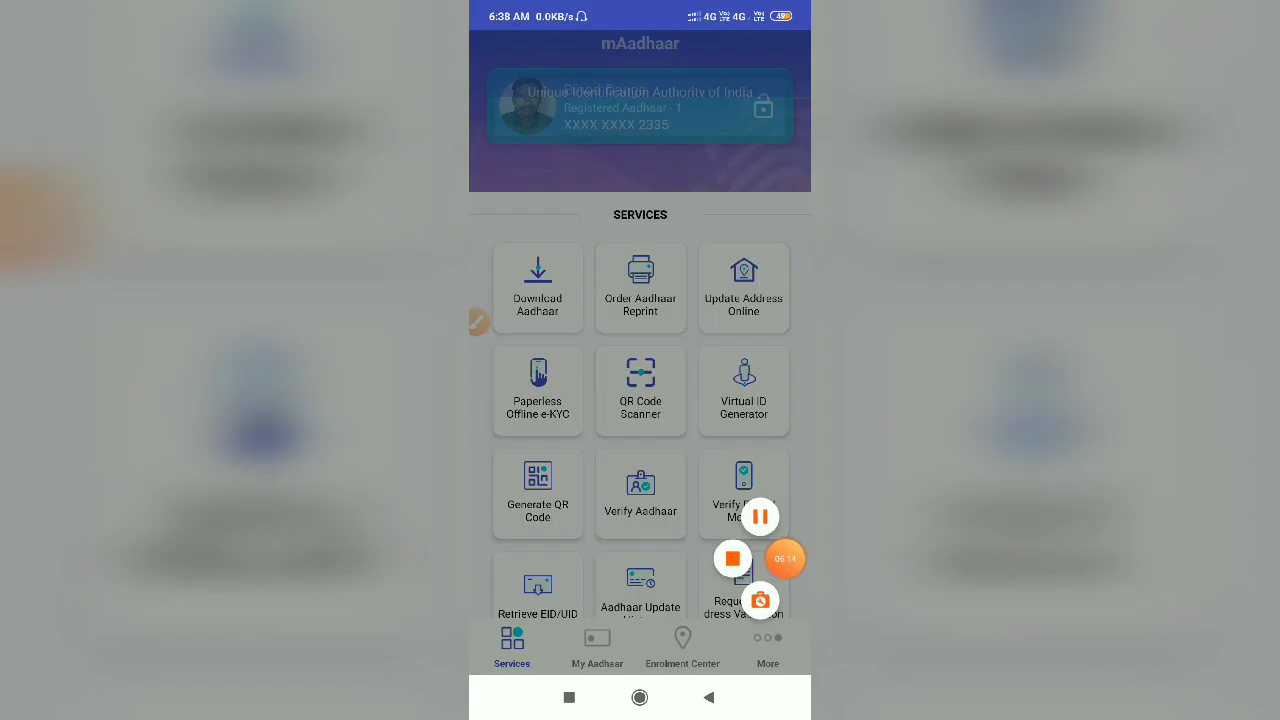 6:38 AM 0.0KB/s 4G 4G 49
mAadhaar
Unique Identification Authority of India
Registered Aadhaar - 1
XXXX XXXX 2335
SERVICES
Download Aadhaar
Order Aadhaar Reprint
Update Address Online
Paperless Offline e-KYC
QR Code Scanner
Virtual ID Generator
Generate QR Code
Verify Aadhaar
Verify
06:14
Retrieve EID/UID
Aadhaar Update
Services
My Aadhaar
Enrolment Center
More